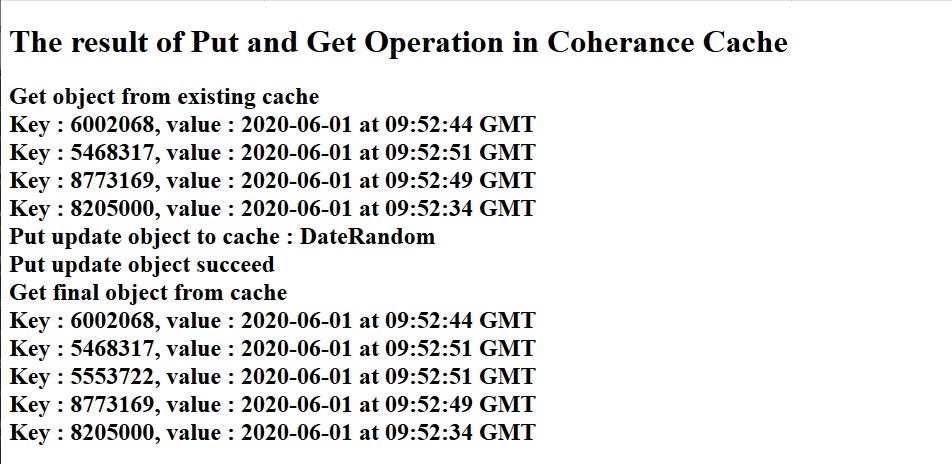 The result of Put and Get Operation in Coherance Cache
Get object from existing cache
Key : 6002068, value : 2020-06-01 at 09:52:44 GMT
Key : 5468317, value : 2020-06-01 at 09:52:51 GMT
Key : 8773169, value : 2020-06-01 at 09:52:49 GMT
Key : 8205000, value : 2020-06-01 at 09:52:34 GMT
Put update object to cache : DateRandom
Put update object succeed
Get final object from cache
Key : 6002068, value : 2020-06-01 at 09:52:44 GMT
Key : 5468317, value : 2020-06-01 at 09:52:51 GMT
Key : 5553722, value : 2020-06-01 at 09:52:51 GMT
Key : 8773169, value : 2020-06-01 at 09:52:49 GMT
Key : 8205000, value : 2020-06-01 at 09:52:34 GMT